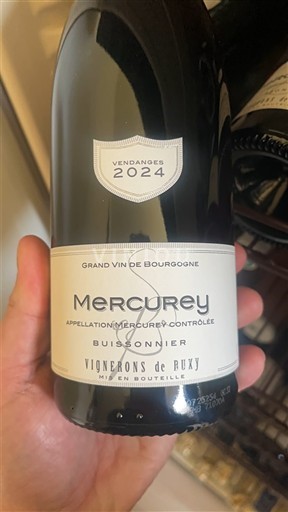 VENDANGES
2024
GRAND VIN DE BOURGOGNE
MERCUREY
APPELLATION MERCUREY CONTRÔLÉE
BUISSONNIER
VIGNERONS de BUXY
MIS EN BOUTEILLE